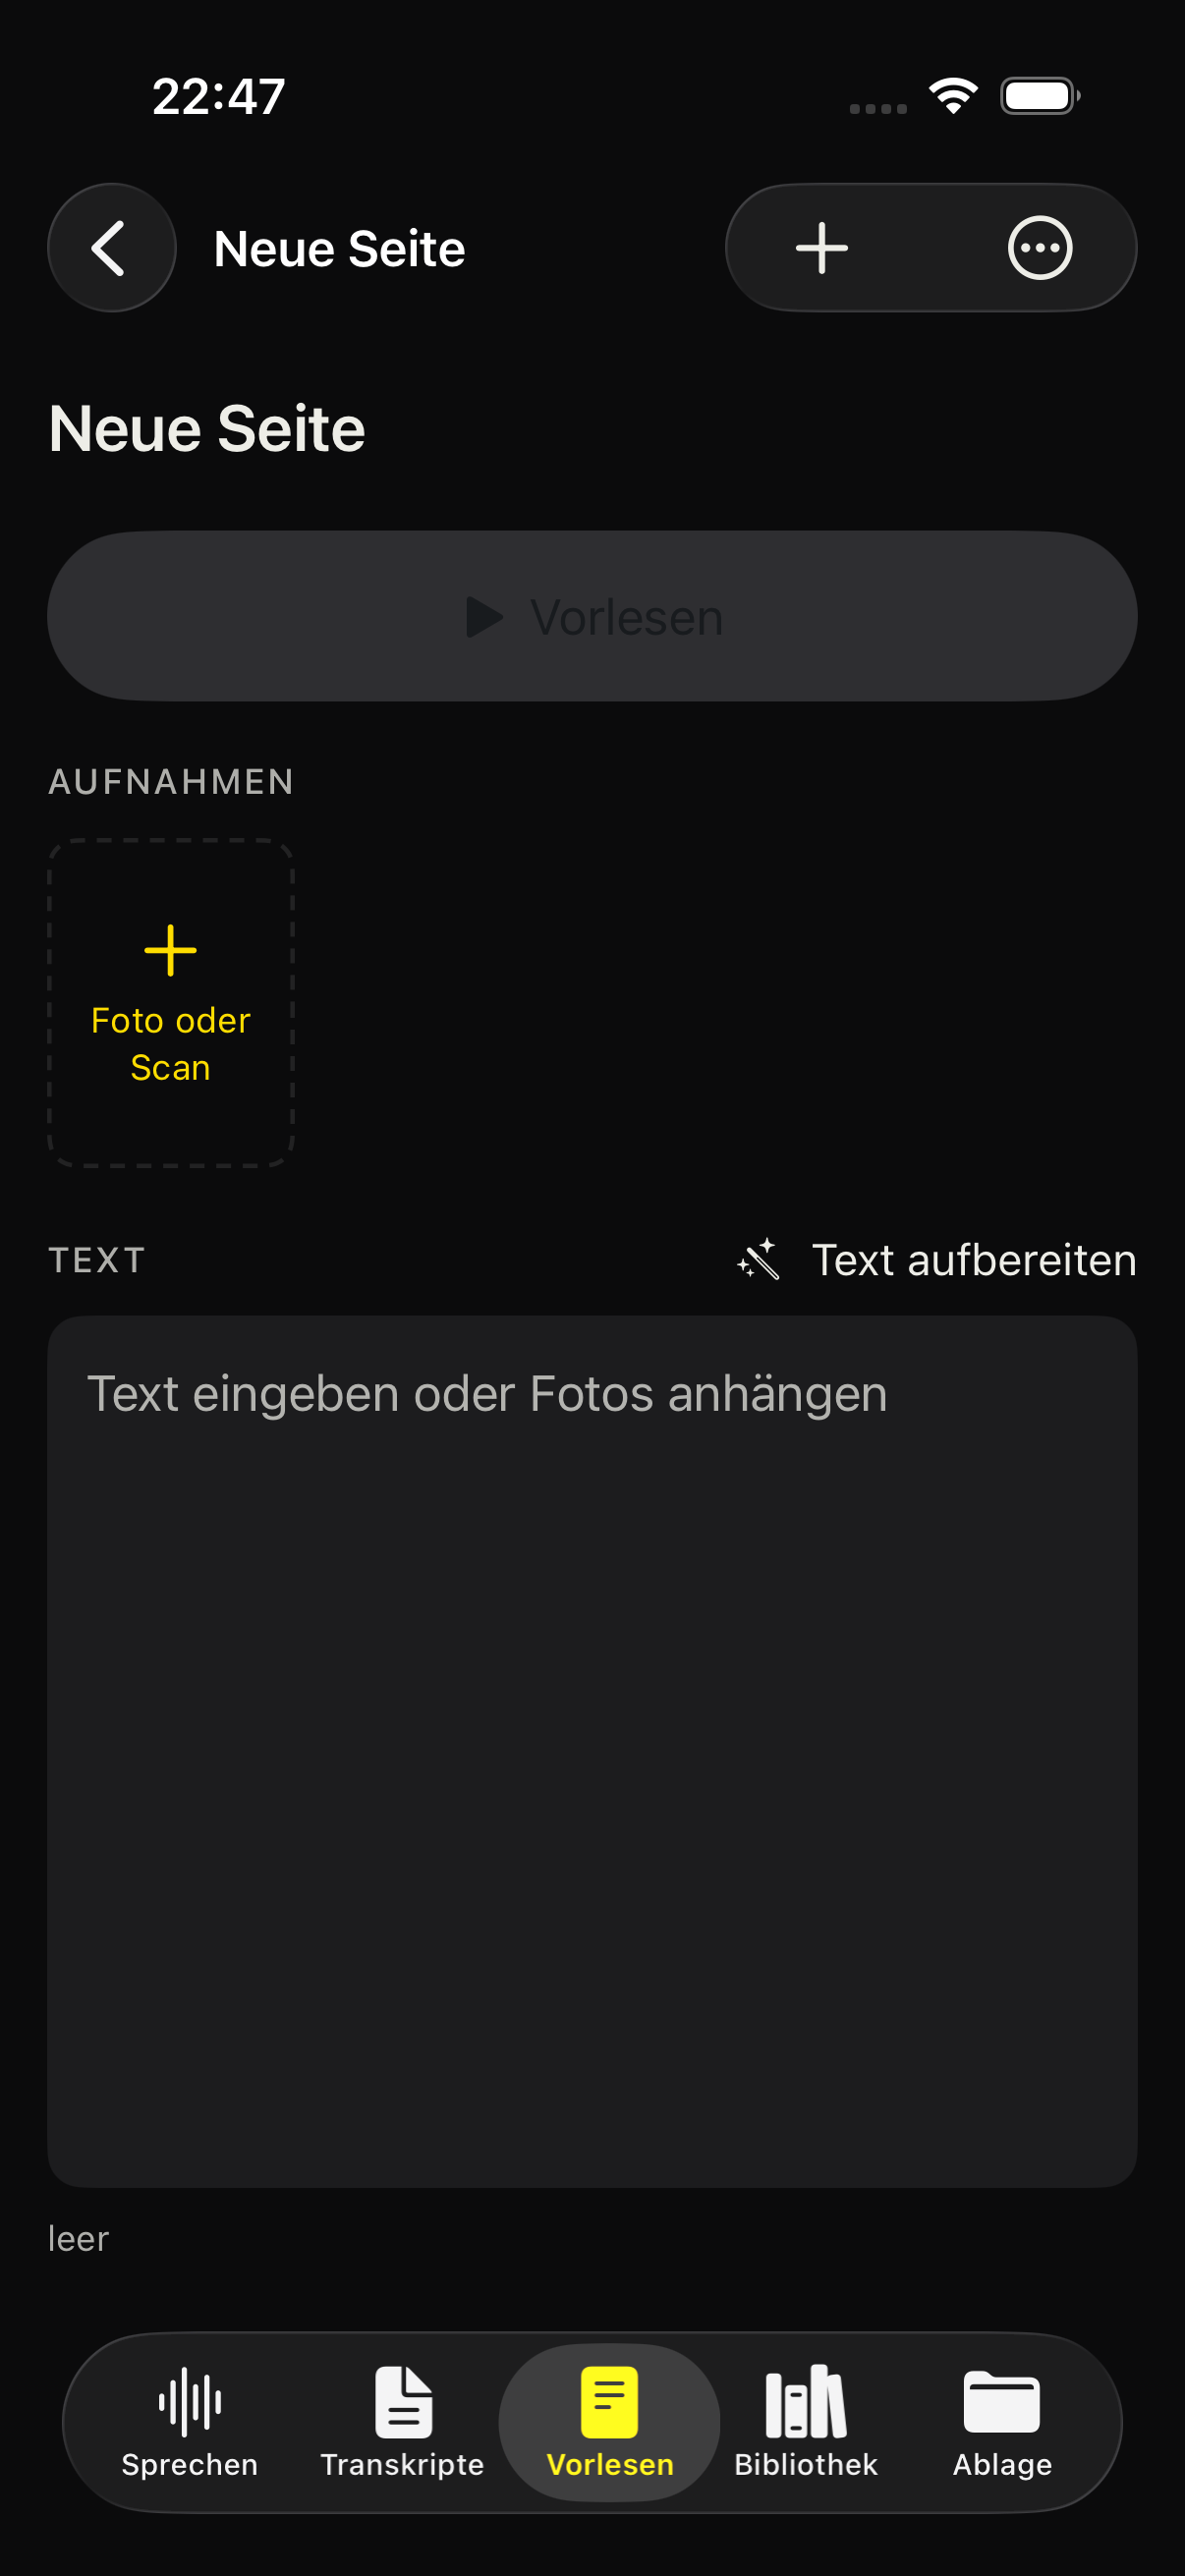 22:47
Neue Seite
Neue Seite
Vorlesen
AUFNAHMEN
Foto oder
Scan
TEXT
Text aufbereiten
Text eingeben oder Fotos anhängen
leer
Sprechen
Transkripte
Vorlesen
Bibliothek
Ablage